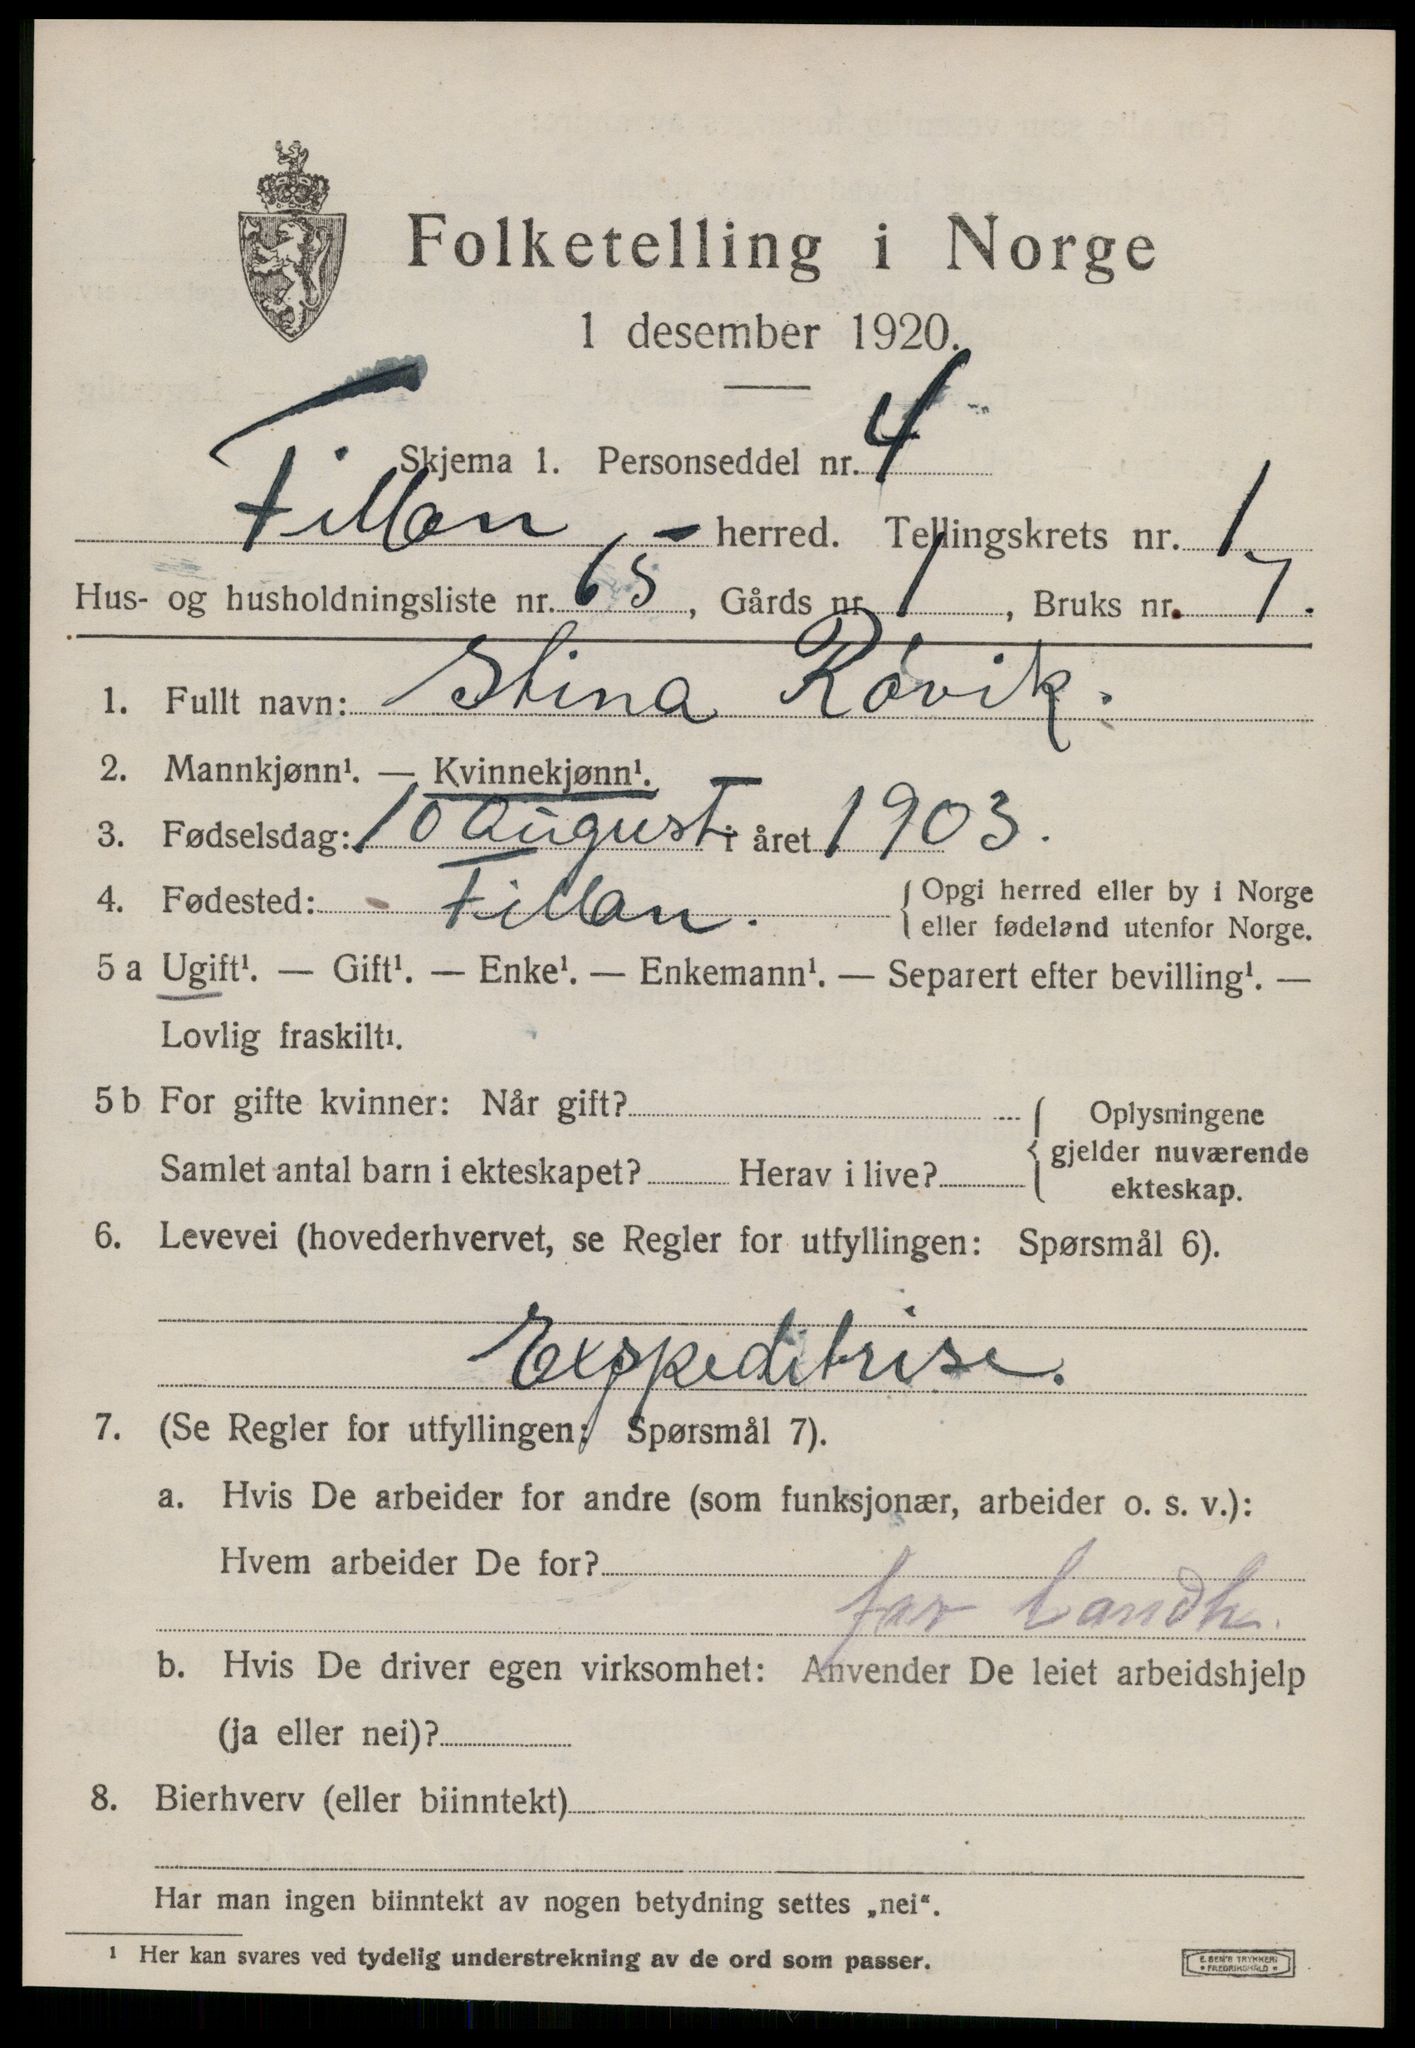 Folketelling i Norge
1 desember 1920.
Skjema 1. Personseddel nr. 4
Fillan herred. Tellingskrets nr. 1
Hus- og husholdningsliste nr. 65, Gårds nr. 1, Bruks nr. 7.
1. Fullt navn: Stina Róvik.
2. Mannkjønn¹. — Kvinnekjønn¹.
3. Fødselsdag: 10 august i året 1903.
4. Fødested: Fillan. { Opgi herred eller by i Norge
eller fødeland utenfor Norge.
5 a Ugift¹. — Gift¹. — Enke¹. — Enkemann¹. — Separert efter bevilling¹. —
Lovlig fraskilt¹.
5 b For gifte kvinner: Når gift? { Oplysningene
gjelder nuværende
Samlet antal barn i ekteskapet? Herav i live?
ekteskap.
6. Levevei (hovederhvervet, se Regler for utfyllingen: Spørsmål 6).
Expeditrise.
7. (Se Regler for utfyllingen: Spørsmål 7).
a. Hvis De arbeider for andre (som funksjonær, arbeider o. s. v.):
Hvem arbeider De for?
far Landh.
b. Hvis De driver egen virksomhet: Anvender De leiet arbeidshjelp
(ja eller nei)?
8. Bierhverv (eller biinntekt)
Har man ingen biinntekt av nogen betydning settes „nei“.
¹ Her kan svares ved tydelig understrekning av de ord som passer.
E. SEM'S TRYKKERI
* FREDRIKSHALD *